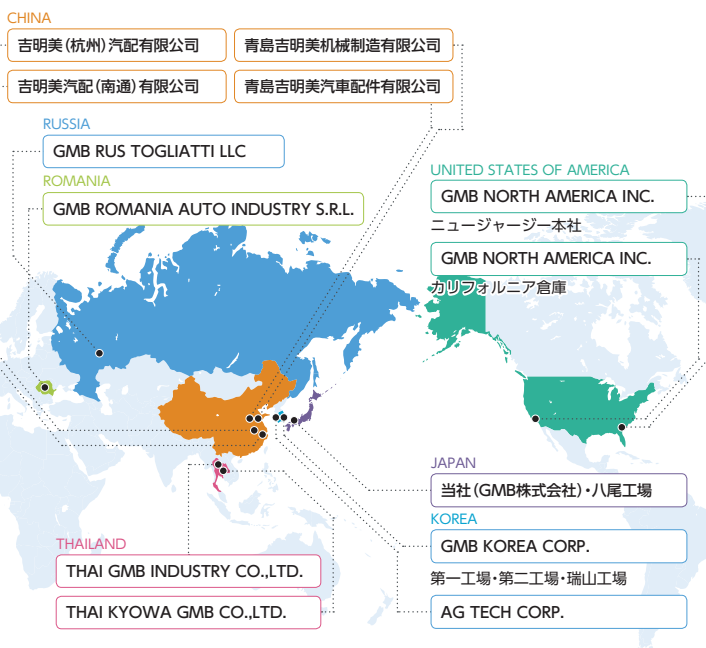 CHINA
吉明美(杭州)汽配有限公司
青島吉明美机械制造有限公司
吉明美汽配(南通)有限公司
青島吉明美汽車配件有限公司
RUSSIA
GMB RUS TOGLIATTI LLC
ROMANIA
GMB ROMANIA AUTO INDUSTRY S.R.L.
UNITED STATES OF AMERICA
GMB NORTH AMERICA INC.
ニュージャージー本社
GMB NORTH AMERICA INC.
カリフォルニア倉庫
JAPAN
当社(GMB株式会社)・八尾工場
KOREA
GMB KOREA CORP.
第一工場・第二工場・瑞山工場
AG TECH CORP.
THAILAND
THAI GMB INDUSTRY CO.,LTD.
THAI KYOWA GMB CO.,LTD.